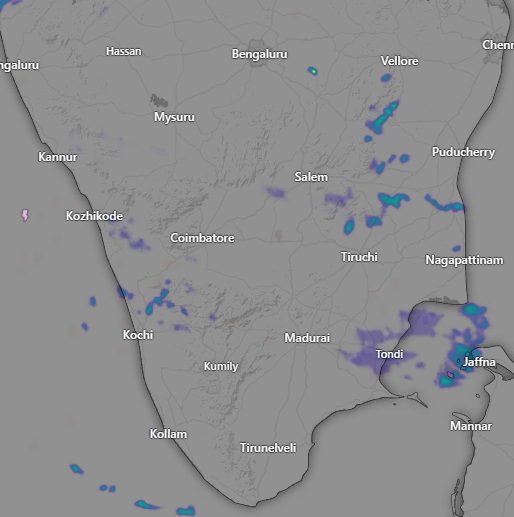 Hassan
Bengaluru
Chenn
ngaluru
Vellore
Mysuru
Kannur
Puducherry
Salem
Kozhikode
Coimbatore
Tiruchi
Nagapattinam
Kochi
Madurai
Tondi
Jaffna
Kumily
Mannar
Kollam
Tirunelveli